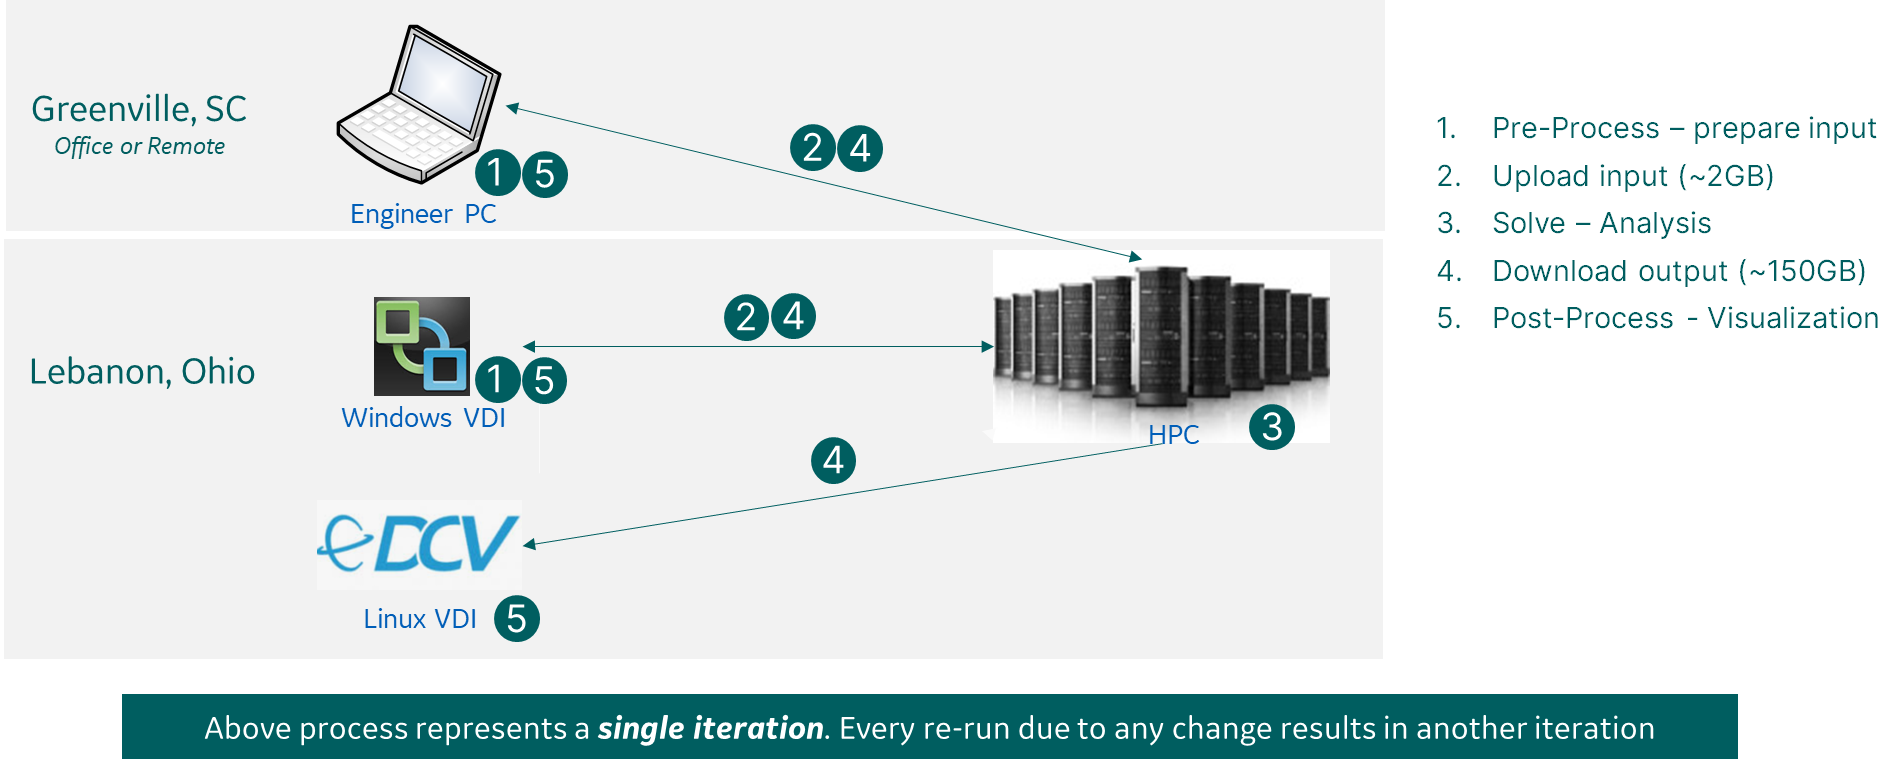 Greenville, SC
Office or Remote
1 5
Engineer PC
2 4
Lebanon, Ohio
2 4
1 5
Windows VDI
HPC
3
4
DCV
Linux VDI
5
1. Pre-Process – prepare input
2. Upload input (~2GB)
3. Solve – Analysis
4. Download output (~150GB)
5. Post-Process - Visualization
Above process represents a single iteration. Every re-run due to any change results in another iteration